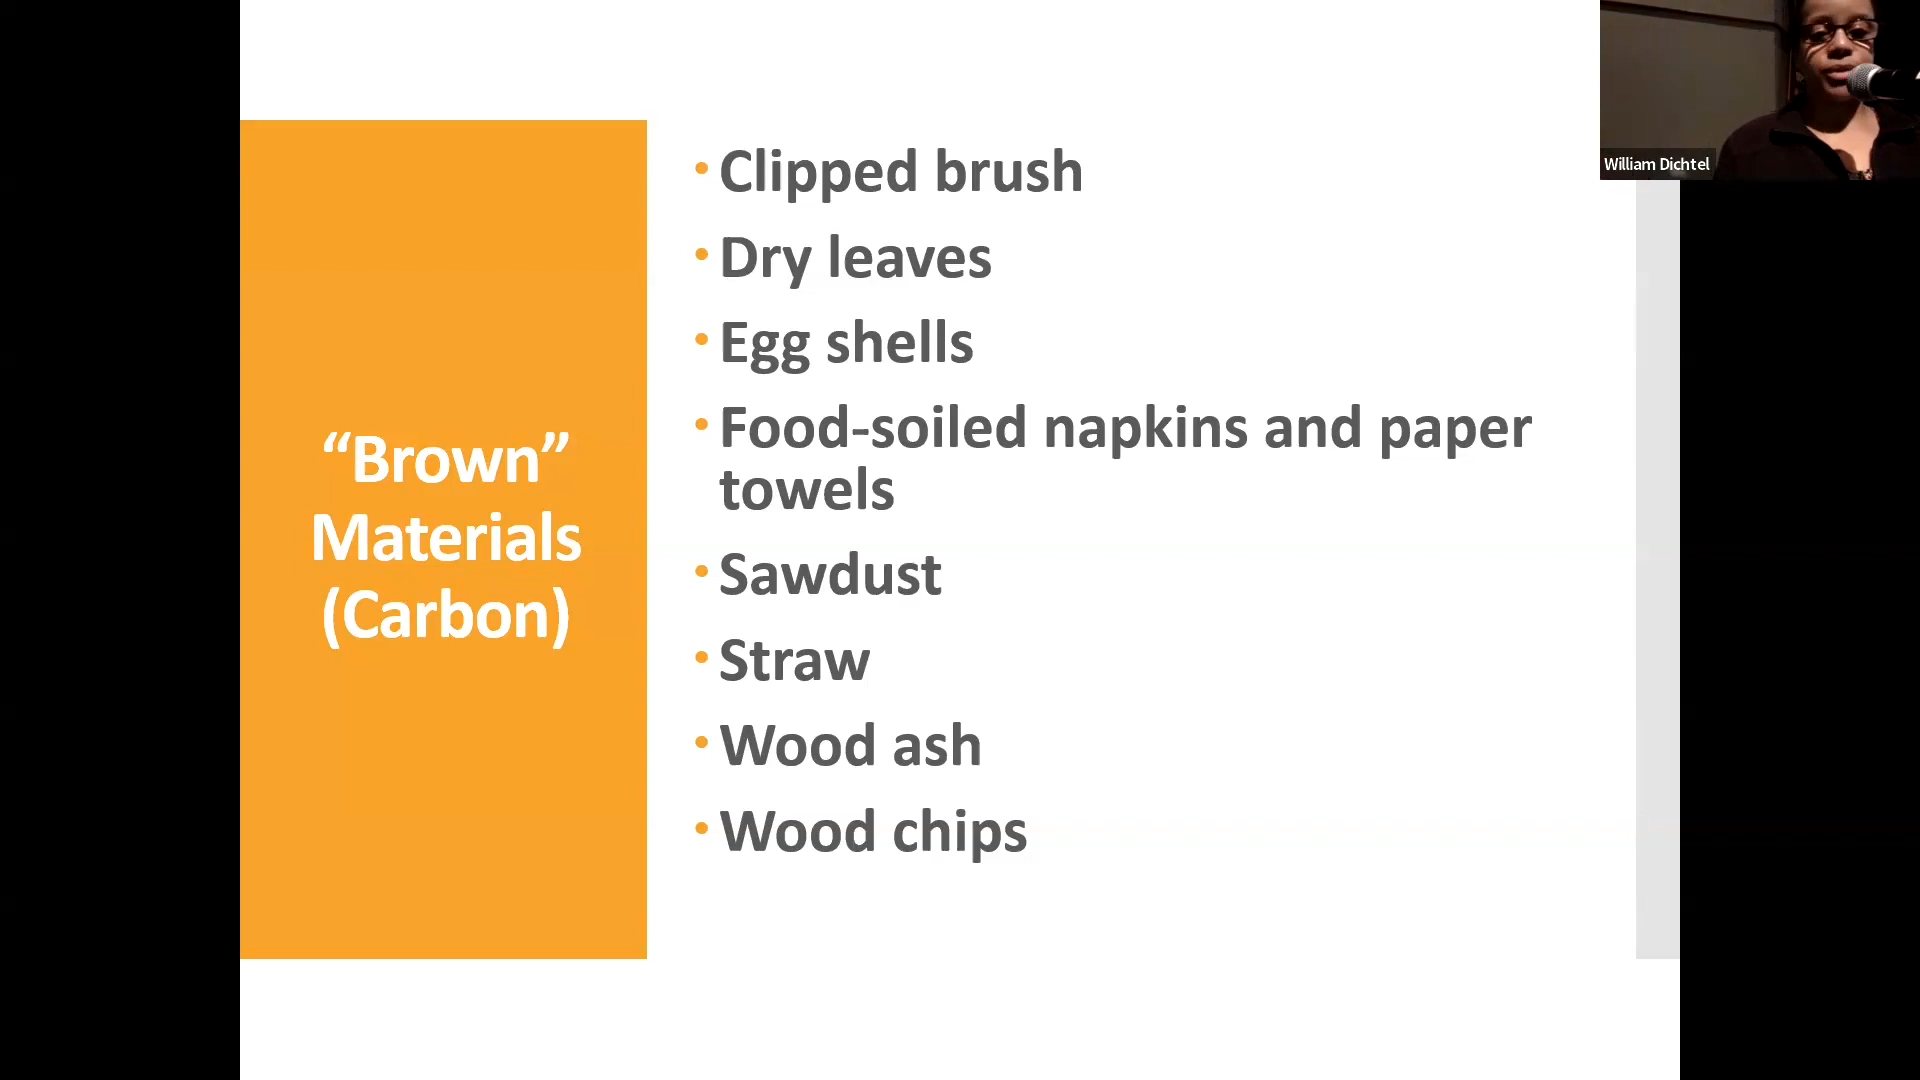 “Brown”
Materials
(Carbon)
• Clipped brush
• Dry leaves
• Egg shells
• Food-soiled napkins and paper
towels
• Sawdust
• Straw
• Wood ash
• Wood chips
William Dichtel